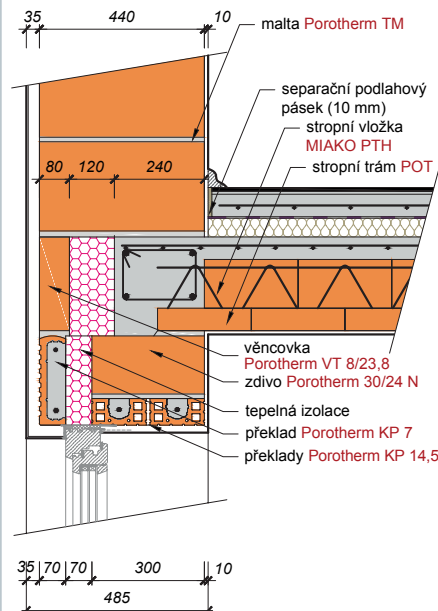 35 440 10
malta Porotherm TM
separační podlahový
pásek (10 mm)
stropní vložka
MIAKO PTH
stropní trám POT
80 120 240
věncovka
Porotherm VT 8/23,8
zdivo Porotherm 30/24 N
tepelná izolace
překlad Porotherm KP 7
překlady Porotherm KP 14,5
35 70 70 300 10
485